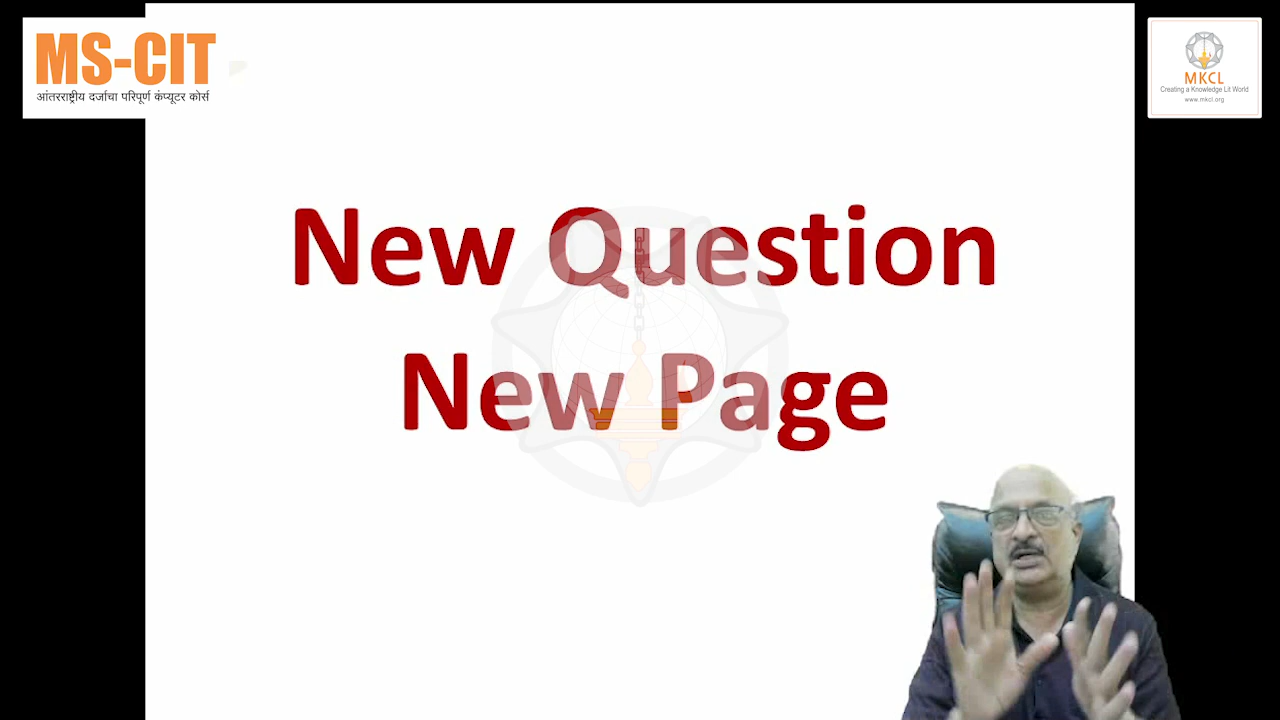 MS-CIT
आंतरराष्ट्रीय दर्जाचा परिपूर्ण कंप्यूटर कोर्स
MKCL
Creating a Knowledge Lit World
www.mkcl.org
New Question
New Page